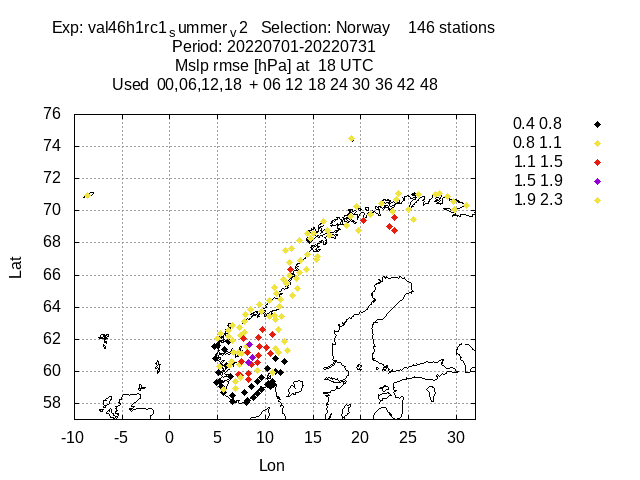 Exp: val46h1rc1summerv2 Selection: Norway 146 stations
Period: 20220701-20220731
Mslp rmse [hPa] at 18 UTC
Used 00,06,12,18 + 06 12 18 24 30 36 42 48
76
74
72
70
68
66
64
62
60
58
-10 -5 0 5 10 15 20 25 30
Lat
Lon
0.4 0.8
0.8 1.1
1.1 1.5
1.5 1.9
1.9 2.3